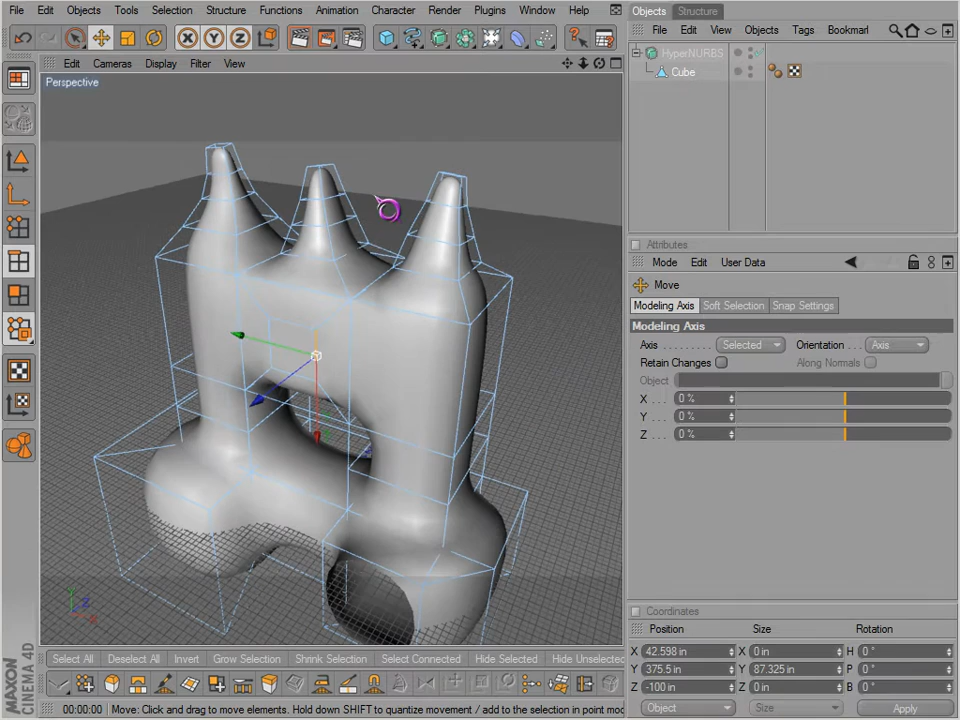 File Edit Objects Tools Selection Structure Functions Animation Character Render Plugins Window Help
Objects Structure
File Edit View Objects Tags Bookmark
HyperNURBS
Cube
Edit Cameras Display Filter View
Perspective
Attributes
Mode Edit User Data
Move
Modeling Axis Soft Selection Snap Settings
Modeling Axis
Axis Selected Orientation Axis
Retain Changes Along Normals
Object
X 0 %
Y 0 %
Z 0 %
Coordinates
Position Size Rotation
X 42.598 in X 0 in H 0 °
Y 375.5 in Y 87.325 in P 0 °
Z -100 in Z 0 in B 0 °
Object Size Apply
Y Z X
Select All Deselect All Invert Grow Selection Shrink Selection Select Connected Hide Selected Hide Unselected
00:00:00 Move: Click and drag to move elements. Hold down SHIFT to quantize movement / add to the selection in point mod
MAXON
CINEMA 4D